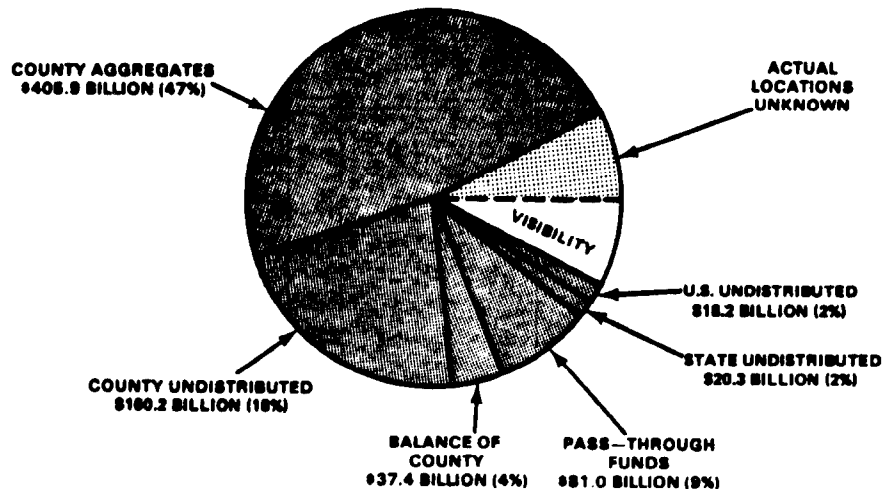 COUNTY AGGREGATES
$405.9 BILLION (47%)
ACTUAL
LOCATIONS
UNKNOWN
VISIBILITY
U.S. UNDISTRIBUTED
$18.2 BILLION (2%)
STATE UNDISTRIBUTED
$20.3 BILLION (2%)
COUNTY UNDISTRIBUTED
$160.2 BILLION (18%)
BALANCE OF
COUNTY
$37.4 BILLION (4%)
PASS—THROUGH
FUNDS
$81.0 BILLION (9%)